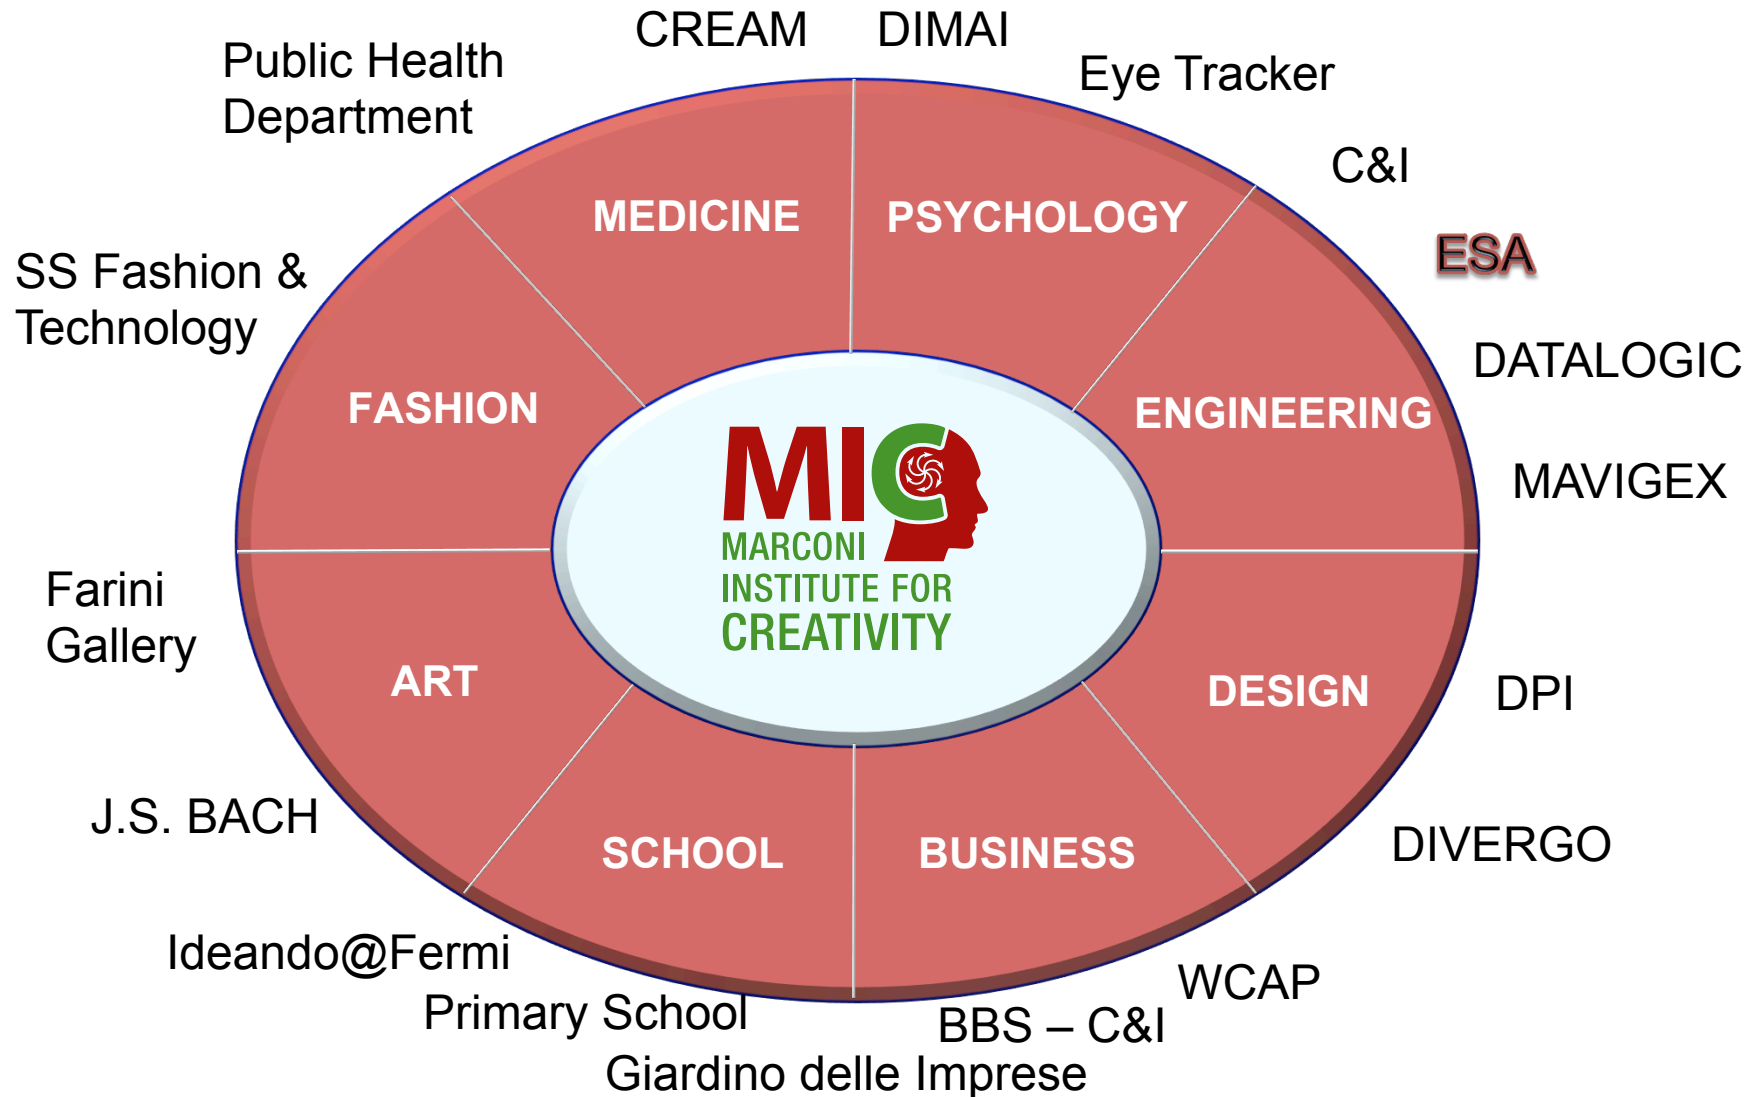 CREAM
DIMAI
Public Health
Department
Eye Tracker
C&I
ESA
MEDICINE
PSYCHOLOGY
SS Fashion &
Technology
DATALOGIC
FASHION
ENGINEERING
MAVIGEX
MIC
MARCONI
INSTITUTE FOR
CREATIVITY
Farini
Gallery
ART
DESIGN
DPI
J.S. BACH
DIVERGO
SCHOOL
BUSINESS
Ideando@Fermi
WCAP
Primary School
BBS – C&I
Giardino delle Imprese